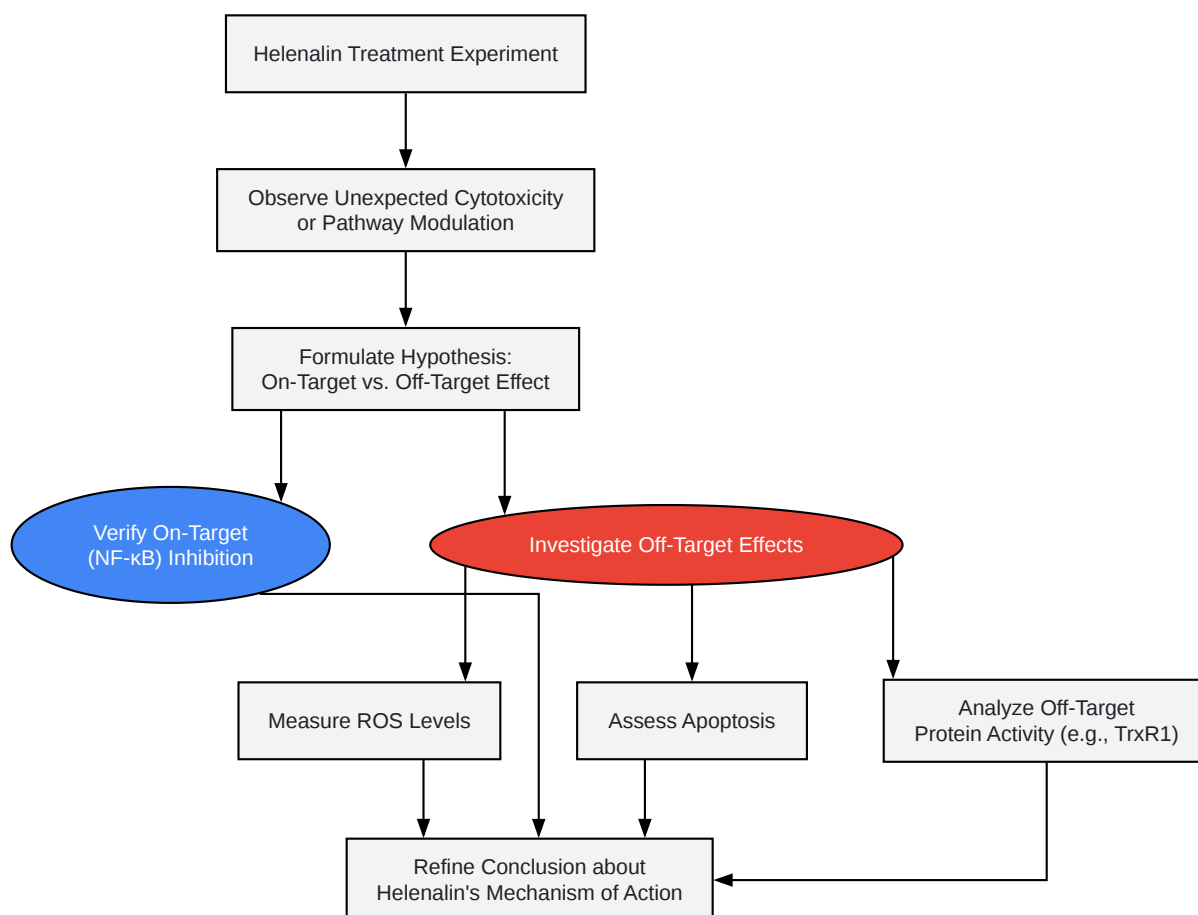 Helenalin Treatment Experiment
Observe Unexpected Cytotoxicity
or Pathway Modulation
Formulate Hypothesis:
On-Target vs. Off-Target Effect
Verify On-Target
(NF-κB) Inhibition
Investigate Off-Target Effects
Measure ROS Levels
Assess Apoptosis
Analyze Off-Target
Protein Activity (e.g., TrxR1)
Refine Conclusion about
Helenalin's Mechanism of Action